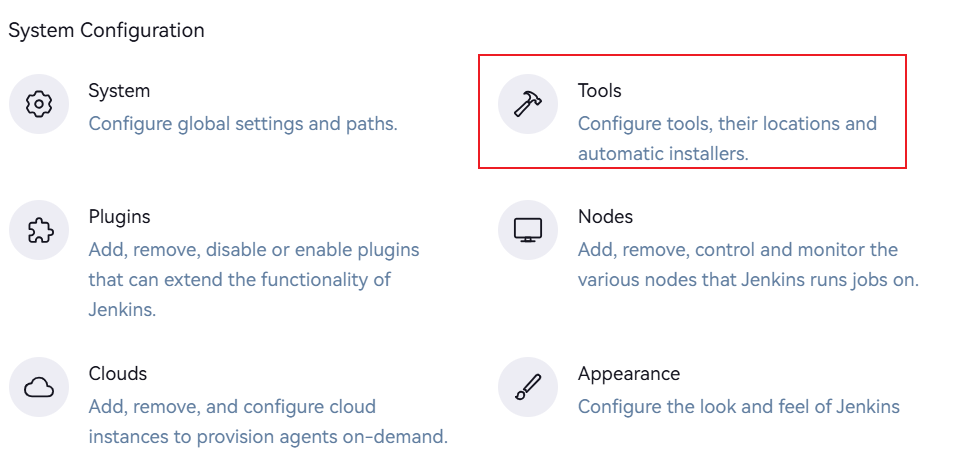 System Configuration
System
Configure global settings and paths.
Tools
Configure tools, their locations and
automatic installers.
Plugins
Add, remove, disable or enable plugins
that can extend the functionality of
Jenkins.
Nodes
Add, remove, control and monitor the
various nodes that Jenkins runs jobs on.
Clouds
Add, remove, and configure cloud
instances to provision agents on-demand.
Appearance
Configure the look and feel of Jenkins